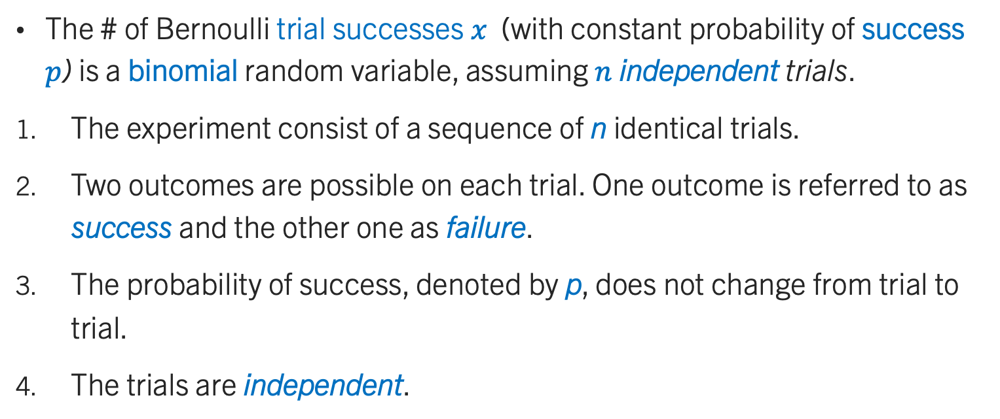 • The # of Bernoulli trial successes x (with constant probability of success
p) is a binomial random variable, assuming n independent trials.
1. The experiment consist of a sequence of n identical trials.
2. Two outcomes are possible on each trial. One outcome is referred to as
success and the other one as failure.
3. The probability of success, denoted by p, does not change from trial to
trial.
4. The trials are independent.